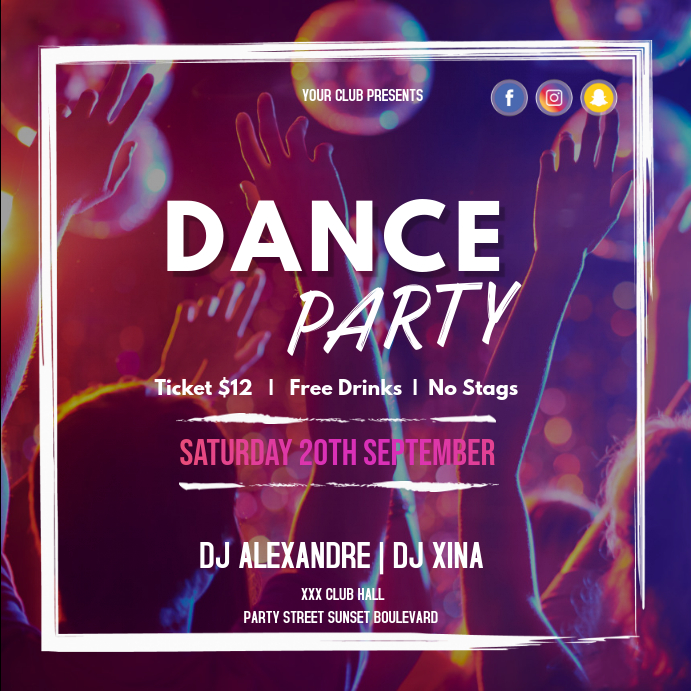 YOUR CLUB PRESENTS
DANCE
PARTY
Ticket $12 | Free Drinks | No Stags
SATURDAY 20TH SEPTEMBER
DJ ALEXANDRE | DJ XINA
XXX CLUB HALL
PARTY STREET SUNSET BOULEVARD